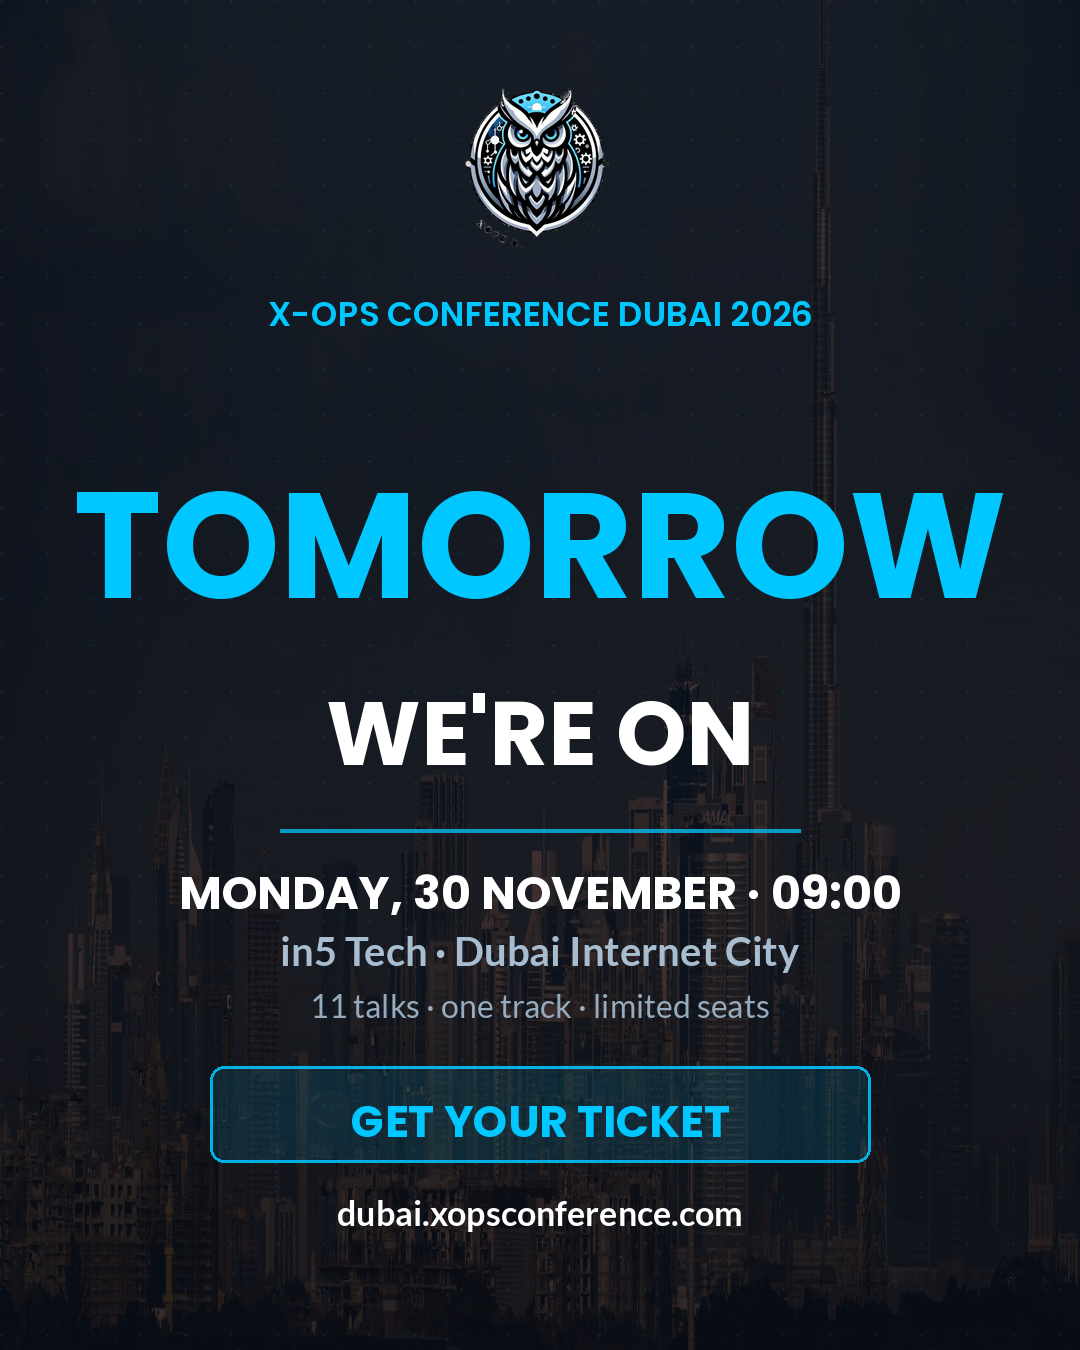 X-OPS CONFERENCE DUBAI 2026
TOMORROW
WE'RE ON
MONDAY, 30 NOVEMBER · 09:00
in5 Tech · Dubai Internet City
11 talks · one track · limited seats
GET YOUR TICKET
dubai.xopsconference.com